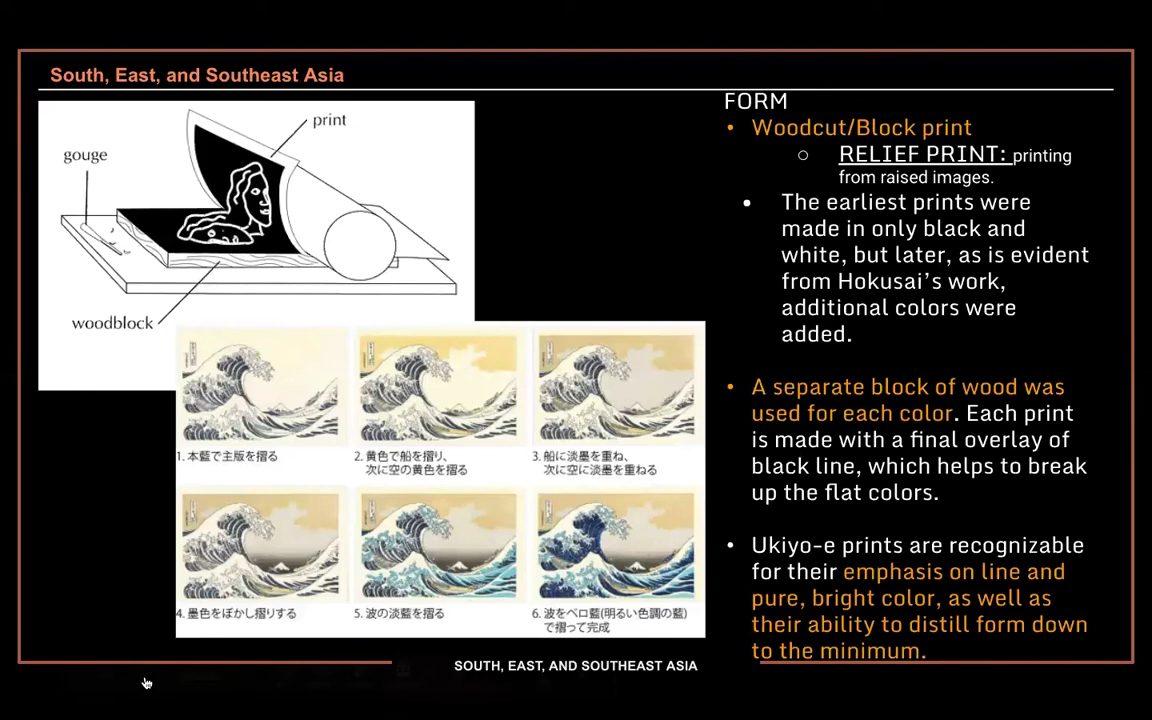 South, East, and Southeast Asia
print
gouge
woodblock
1. 本藍で主版を摺る
2. 黄色で船を摺り、
次に空の黄色を摺る
3. 船に淡墨を重ね、
次に空に淡墨を重ねる
4. 墨色をぼかし摺りする
5. 波の淡藍を摺る
6. 波をベロ藍(明るい色調の藍)
で摺って完成
FORM
• Woodcut/Block print
○ RELIEF PRINT: printing
from raised images.
• The earliest prints were
made in only black and
white, but later, as is evident
from Hokusai’s work,
additional colors were
added.
• A separate block of wood was
used for each color. Each print
is made with a final overlay of
black line, which helps to break
up the flat colors.
• Ukiyo-e prints are recognizable
for their emphasis on line and
pure, bright color, as well as
their ability to distill form down
to the minimum.
SOUTH, EAST, AND SOUTHEAST ASIA